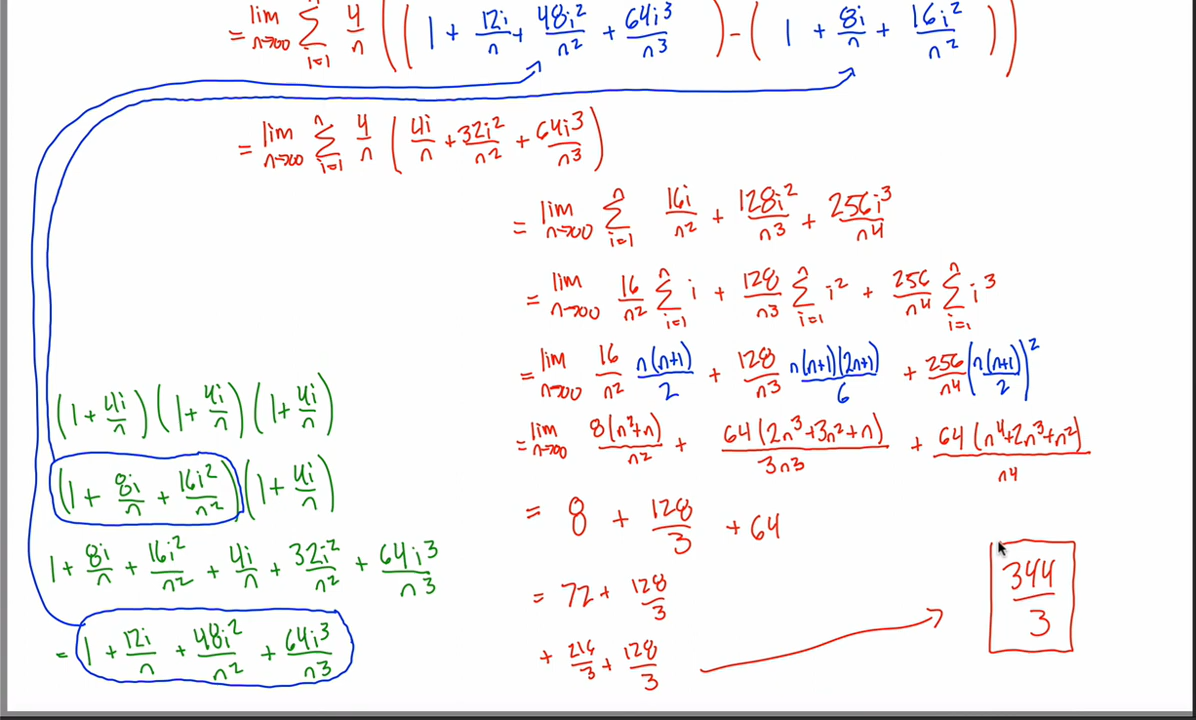 = lim n→∞ n Σ i=1 4/n ((1 + 12i/n + 48i²/n² + 64i³/n³) - (1 + 8i/n + 16i²/n²))
= lim n→∞ n Σ i=1 4/n (4i/n + 32i²/n² + 64i³/n³)
= lim n→∞ n Σ i=1 16i/n² + 128i²/n³ + 256i³/n⁴
= lim n→∞ 16/n² n Σ i=1 i + 128/n³ n Σ i=1 i² + 256/n⁴ n Σ i=1 i³
= lim n→∞ 16/n² n(n+1)/2 + 128/n³ n(n+1)(2n+1)/6 + 256/n⁴ (n(n+1)/2)²
= lim n→∞ 8(n²+n)/n² + 64(2n³+3n²+n)/3n³ + 64(n⁴+2n³+n²)/n⁴
= 8 + 128/3 + 64
= 72 + 128/3
+ 216/3 + 128/3
344/3
(1+4i/n)(1+4i/n)(1+4i/n)
(1 + 8i/n + 16i²/n²)(1+4i/n)
1 + 8i/n + 16i²/n² + 4i/n + 32i²/n² + 64i³/n³
= 1 + 12i/n + 48i²/n² + 64i³/n³